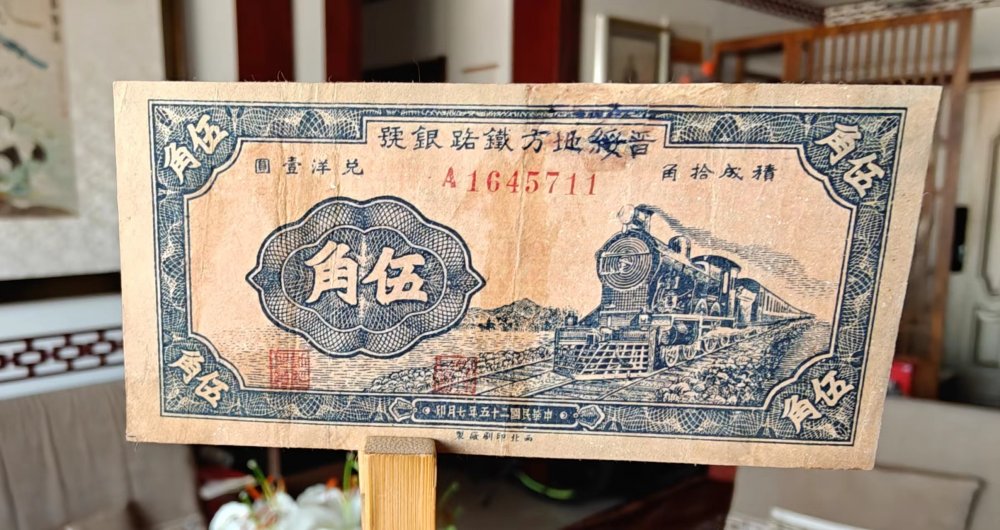 伍角
伍角
晉綏地方鐵路銀號
積成拾角
兌洋壹圓
A1645711
伍角
伍角
伍角
中華民國二十五年七月印
西北印刷廠製